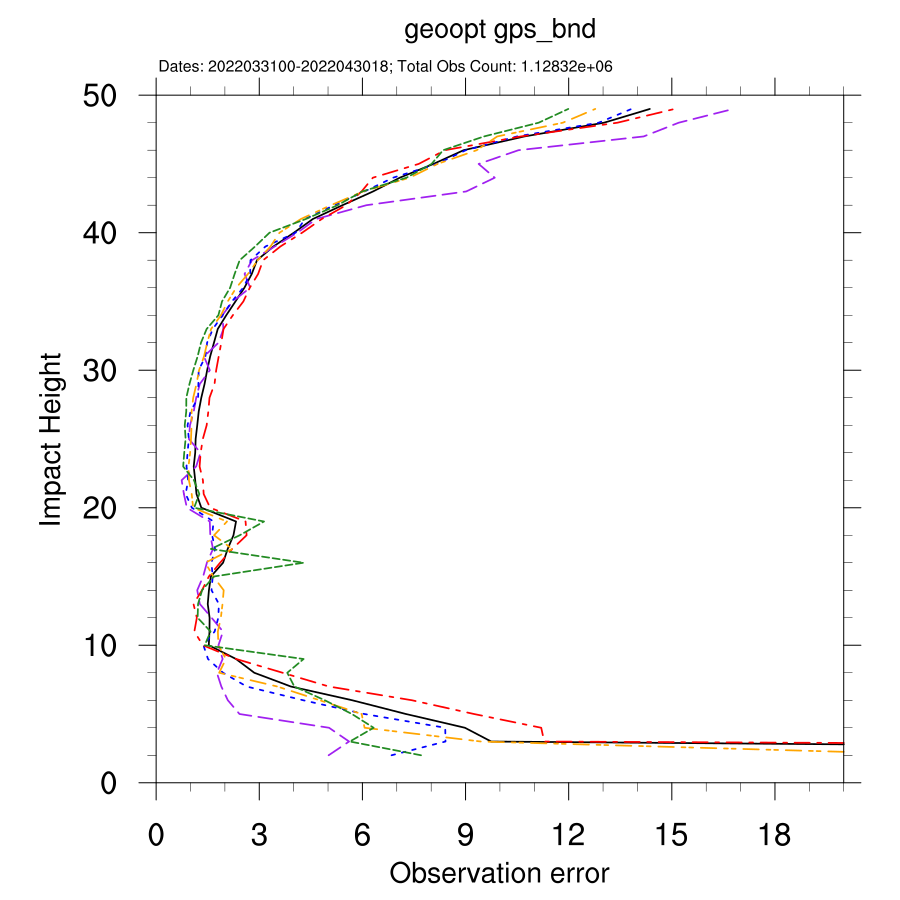 geoopt gps_bnd
Dates: 2022033100-2022043018; Total Obs Count: 1.12832e+06
50
40
30
20
10
0
Impact Height
0 3 6 9 12 15 18
Observation error